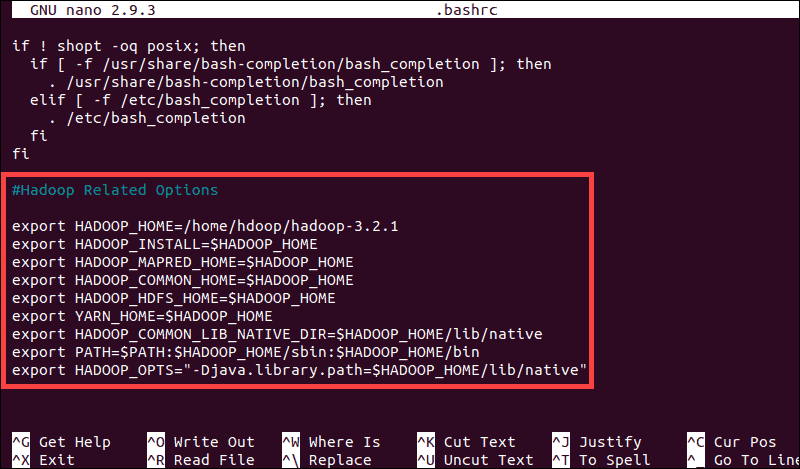 GNU nano 2.9.3 .bashrc
if ! shopt -oq posix; then
  if [ -f /usr/share/bash-completion/bash_completion ]; then
    . /usr/share/bash-completion/bash_completion
  elif [ -f /etc/bash_completion ]; then
    . /etc/bash_completion
  fi
fi
#Hadoop Related Options
export HADOOP_HOME=/home/hdoop/hadoop-3.2.1
export HADOOP_INSTALL=$HADOOP_HOME
export HADOOP_MAPRED_HOME=$HADOOP_HOME
export HADOOP_COMMON_HOME=$HADOOP_HOME
export HADOOP_HDFS_HOME=$HADOOP_HOME
export YARN_HOME=$HADOOP_HOME
export HADOOP_COMMON_LIB_NATIVE_DIR=$HADOOP_HOME/lib/native
export PATH=$PATH:$HADOOP_HOME/sbin:$HADOOP_HOME/bin
export HADOOP_OPTS="-Djava.library.path=$HADOOP_HOME/lib/native"
^G Get Help ^O Write Out ^W Where Is ^K Cut Text ^J Justify ^C Cur Pos
^X Exit ^R Read File ^\ Replace ^U Uncut Text ^T To Spell ^_ Go To Line